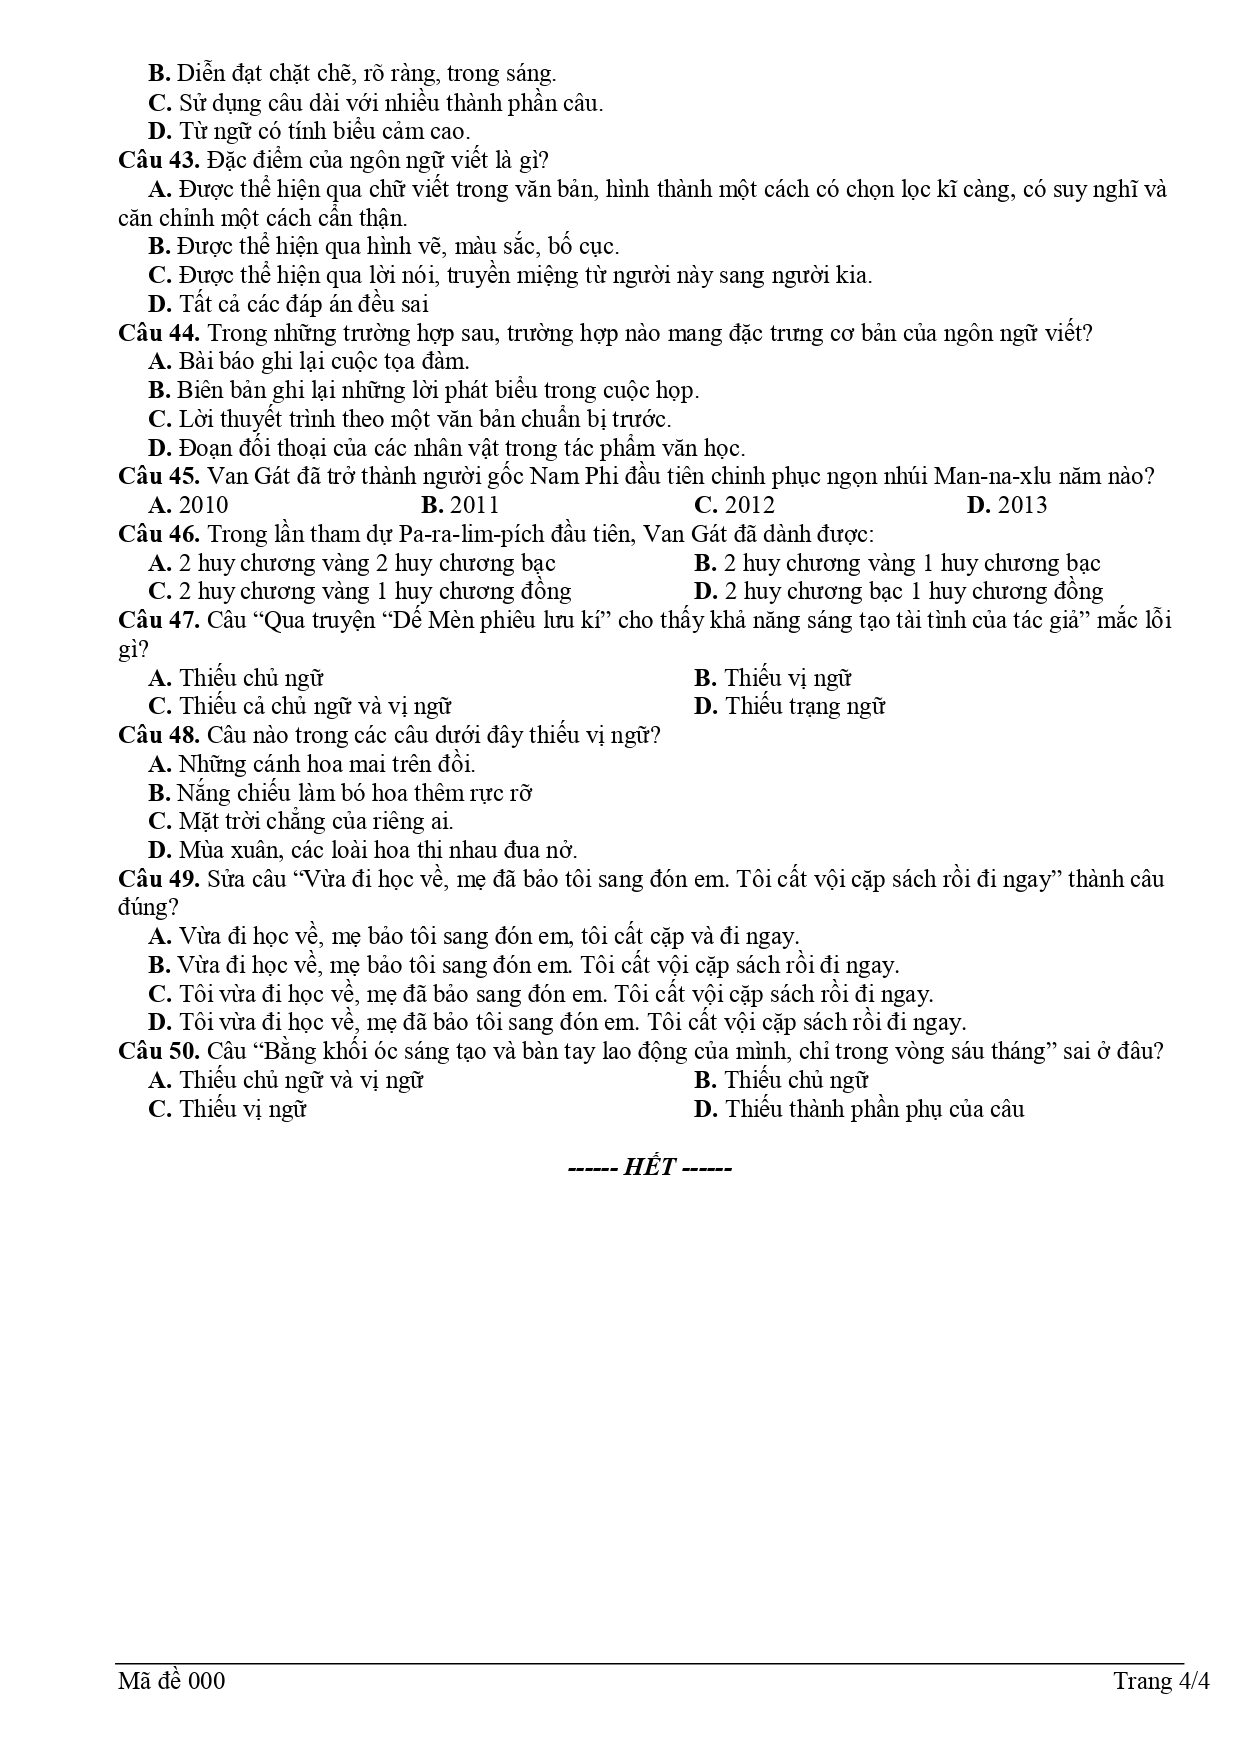 B. Diễn đạt chặt chẽ, rõ ràng, trong sáng.
C. Sử dụng câu dài với nhiều thành phần câu.
D. Từ ngữ có tính biểu cảm cao.
Câu 43. Đặc điểm của ngôn ngữ viết là gì?
A. Được thể hiện qua chữ viết trong văn bản, hình thành một cách có chọn lọc kĩ càng, có suy nghĩ và
căn chỉnh một cách cẩn thận.
B. Được thể hiện qua hình vẽ, màu sắc, bố cục.
C. Được thể hiện qua lời nói, truyền miệng từ người này sang người kia.
D. Tất cả các đáp án đều sai
Câu 44. Trong những trường hợp sau, trường hợp nào mang đặc trưng cơ bản của ngôn ngữ viết?
A. Bài báo ghi lại cuộc tọa đàm.
B. Biên bản ghi lại những lời phát biểu trong cuộc họp.
C. Lời thuyết trình theo một văn bản chuẩn bị trước.
D. Đoạn đối thoại của các nhân vật trong tác phẩm văn học.
Câu 45. Van Gát đã trở thành người gốc Nam Phi đầu tiên chinh phục ngọn nhúi Man-na-xlu năm nào?
A. 2010 B. 2011 C. 2012 D. 2013
Câu 46. Trong lần tham dự Pa-ra-lim-pích đầu tiên, Van Gát đã dành được:
A. 2 huy chương vàng 2 huy chương bạc B. 2 huy chương vàng 1 huy chương bạc
C. 2 huy chương vàng 1 huy chương đồng D. 2 huy chương bạc 1 huy chương đồng
Câu 47. Câu “Qua truyện “Dế Mèn phiêu lưu kí” cho thấy khả năng sáng tạo tài tình của tác giả” mắc lỗi
gì?
A. Thiếu chủ ngữ B. Thiếu vị ngữ
C. Thiếu cả chủ ngữ và vị ngữ D. Thiếu trạng ngữ
Câu 48. Câu nào trong các câu dưới đây thiếu vị ngữ?
A. Những cánh hoa mai trên đồi.
B. Nắng chiếu làm bó hoa thêm rực rỡ
C. Mặt trời chẳng của riêng ai.
D. Mùa xuân, các loài hoa thi nhau đua nở.
Câu 49. Sửa câu “Vừa đi học về, mẹ đã bảo tôi sang đón em. Tôi cất vội cặp sách rồi đi ngay” thành câu
đúng?
A. Vừa đi học về, mẹ bảo tôi sang đón em, tôi cất cặp và đi ngay.
B. Vừa đi học về, mẹ bảo tôi sang đón em. Tôi cất vội cặp sách rồi đi ngay.
C. Tôi vừa đi học về, mẹ đã bảo sang đón em. Tôi cất vội cặp sách rồi đi ngay.
D. Tôi vừa đi học về, mẹ đã bảo tôi sang đón em. Tôi cất vội cặp sách rồi đi ngay.
Câu 50. Câu “Bằng khối óc sáng tạo và bàn tay lao động của mình, chỉ trong vòng sáu tháng” sai ở đâu?
A. Thiếu chủ ngữ và vị ngữ B. Thiếu chủ ngữ
C. Thiếu vị ngữ D. Thiếu thành phần phụ của câu
------ HẾT ------
Mã đề 000 Trang 4/4